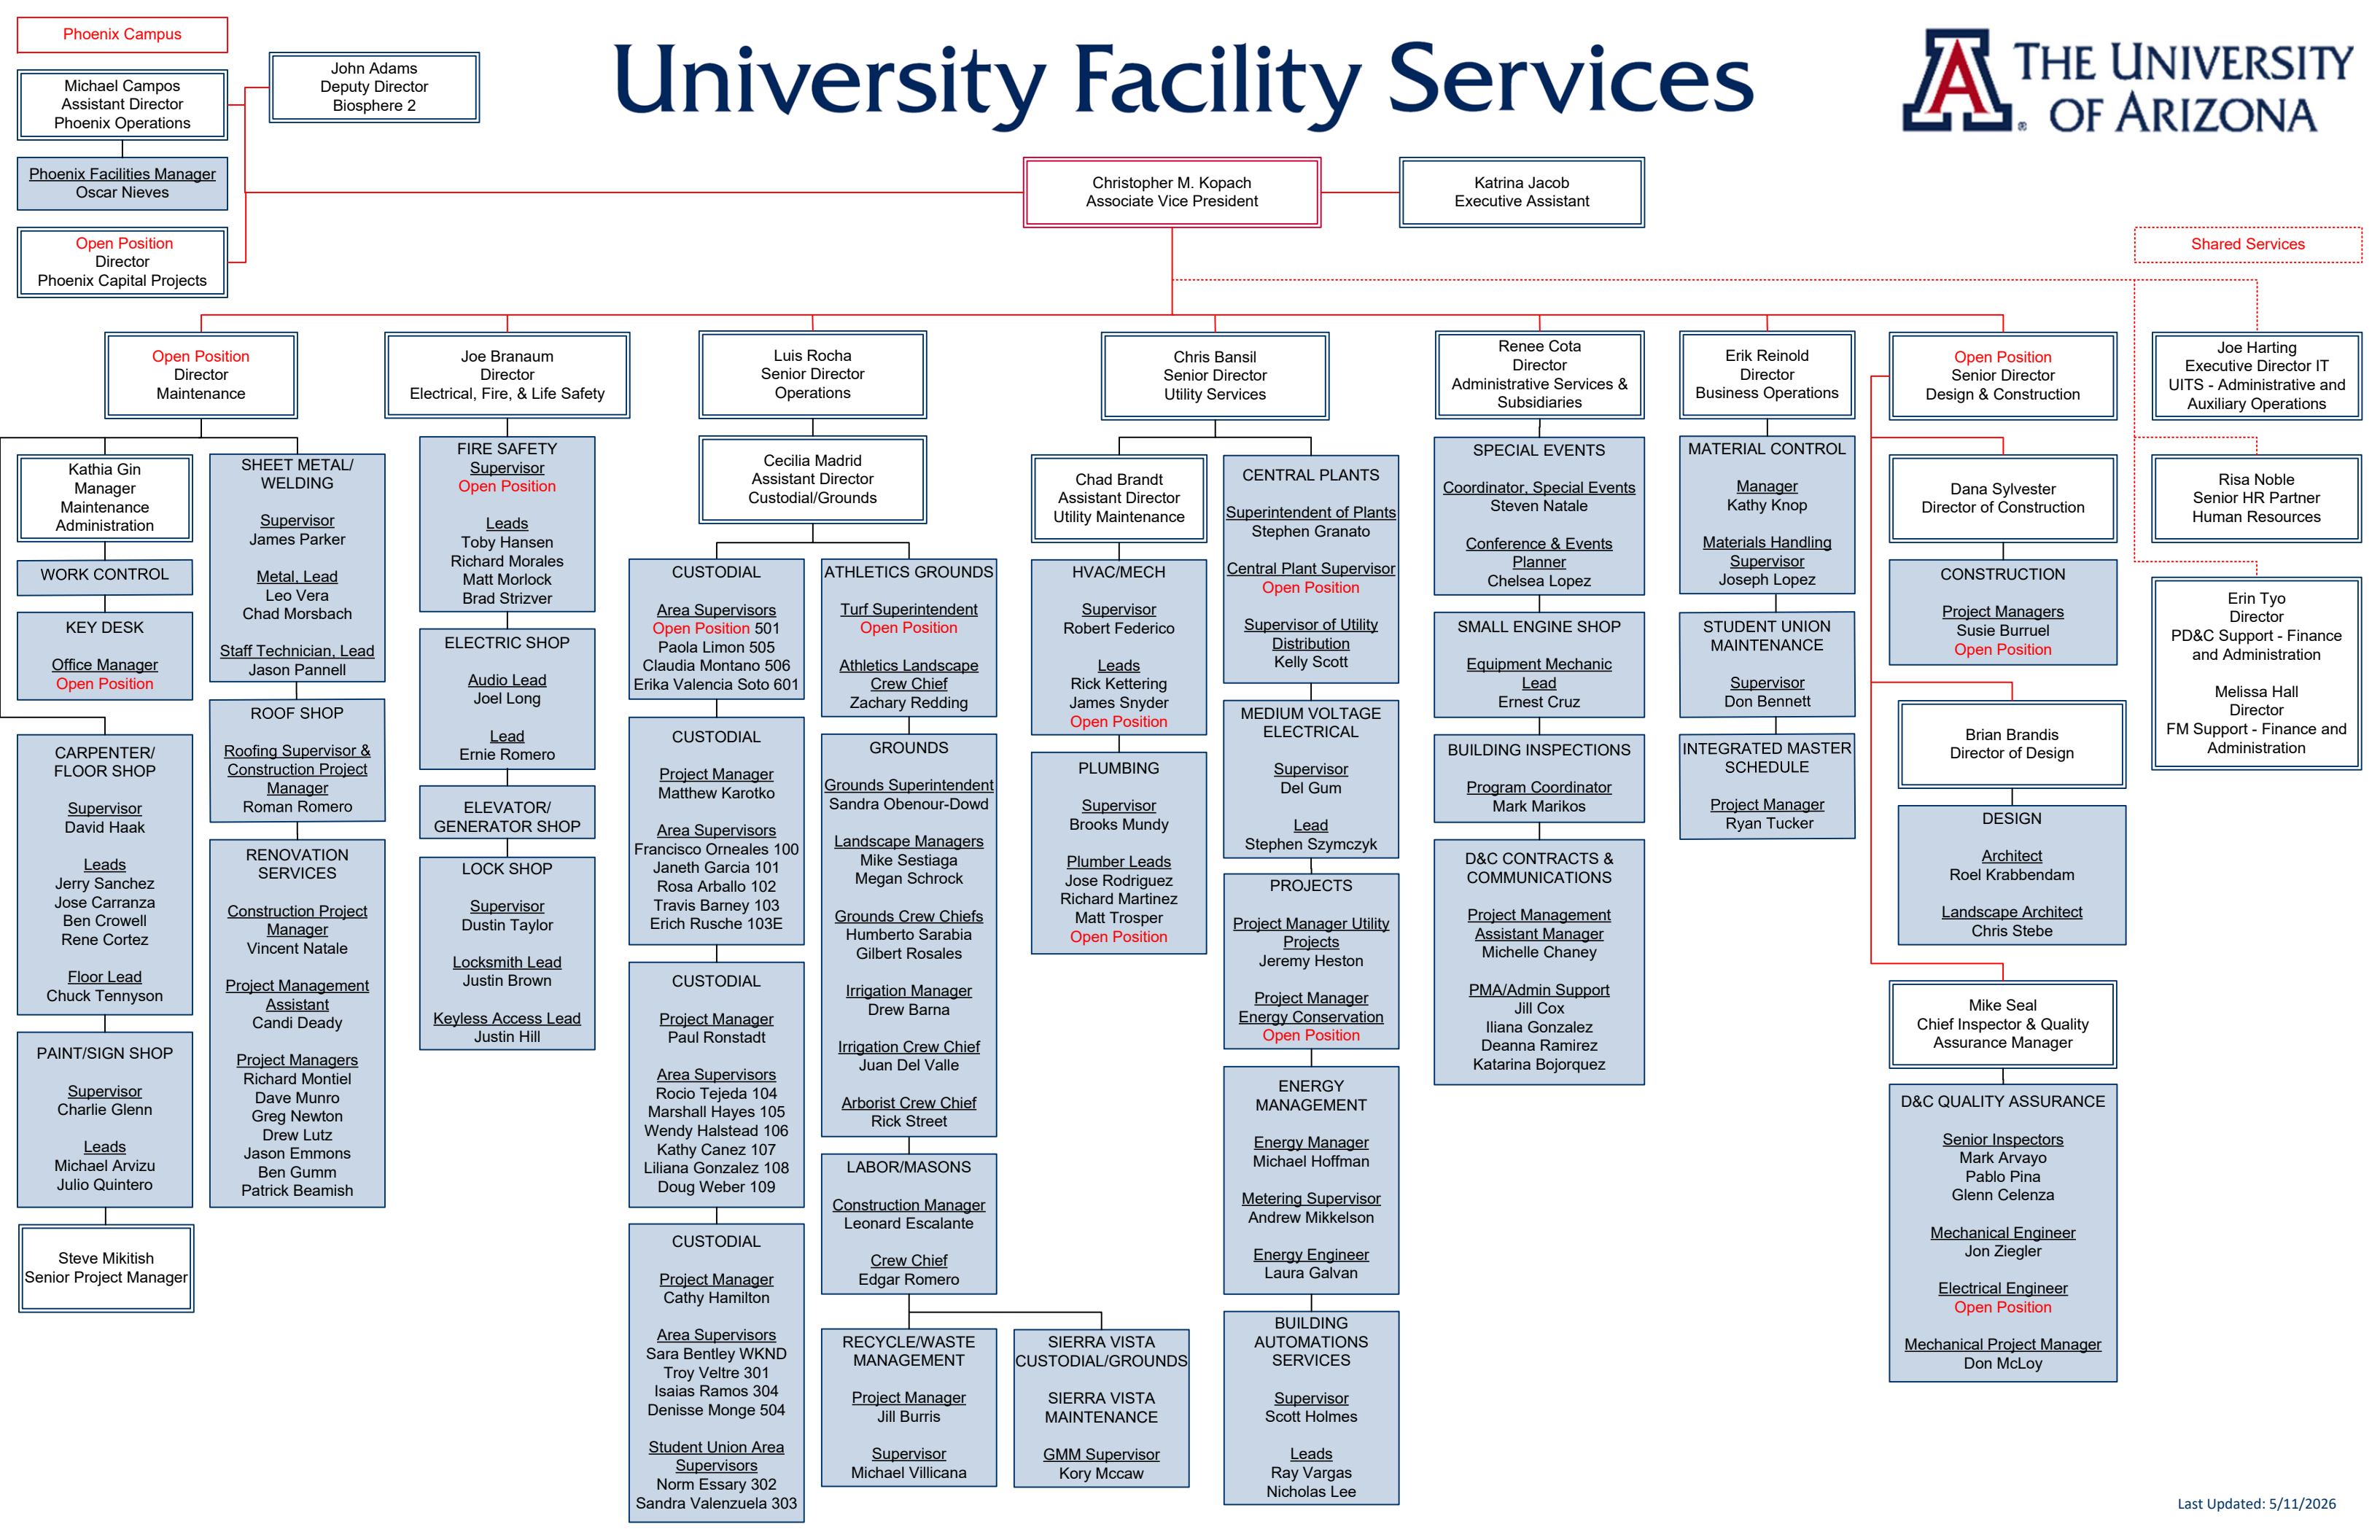 Phoenix Campus
Michael Campos
Assistant Director
Phoenix Operations
Phoenix Facilities Manager
Oscar Nieves
Open Position
Director
Phoenix Capital Projects
John Adams
Deputy Director
Biosphere 2
University Facility Services
A
®
THE UNIVERSITY
OF ARIZONA
Christopher M. Kopach
Associate Vice President
Katrina Jacob
Executive Assistant
Shared Services
Open Position
Director
Maintenance
Kathia Gin
Manager
Maintenance
Administration
WORK CONTROL
KEY DESK
Office Manager
Open Position
CARPENTER/
FLOOR SHOP
Supervisor
David Haak
Leads
Jerry Sanchez
Jose Carranza
Ben Crowell
Rene Cortez
Floor Lead
Chuck Tennyson
PAINT/SIGN SHOP
Supervisor
Charlie Glenn
Leads
Michael Arvizu
Julio Quintero
Steve Mikitish
Senior Project Manager
SHEET METAL/
WELDING
Supervisor
James Parker
Metal, Lead
Leo Vera
Chad Morsbach
Staff Technician, Lead
Jason Pannell
ROOF SHOP
Roofing Supervisor &
Construction Project
Manager
Roman Romero
RENOVATION
SERVICES
Construction Project
Manager
Vincent Natale
Project Management
Assistant
Candi Deady
Project Managers
Richard Montiel
Dave Munro
Greg Newton
Drew Lutz
Jason Emmons
Ben Gumm
Patrick Beamish
Joe Branaum
Director
Electrical, Fire, & Life Safety
FIRE SAFETY
Supervisor
Open Position
Leads
Toby Hansen
Richard Morales
Matt Morlock
Brad Strizver
ELECTRIC SHOP
Audio Lead
Joel Long
Lead
Ernie Romero
ELEVATOR/
GENERATOR SHOP
LOCK SHOP
Supervisor
Dustin Taylor
Locksmith Lead
Justin Brown
Keyless Access Lead
Justin Hill
Luis Rocha
Senior Director
Operations
Cecilia Madrid
Assistant Director
Custodial/Grounds
CUSTODIAL
Area Supervisors
Open Position 501
Paola Limon 505
Claudia Montano 506
Erika Valencia Soto 601
CUSTODIAL
Project Manager
Matthew Karotko
Area Supervisors
Francisco Orneales 100
Janeth Garcia 101
Rosa Arballo 102
Travis Barney 103
Erich Rusche 103E
CUSTODIAL
Project Manager
Paul Ronstadt
Area Supervisors
Rocio Tejeda 104
Marshall Hayes 105
Wendy Halstead 106
Kathy Canez 107
Liliana Gonzalez 108
Doug Weber 109
CUSTODIAL
Project Manager
Cathy Hamilton
Area Supervisors
Sara Bentley WKND
Troy Veltre 301
Isaias Ramos 304
Denisse Monge 504
Student Union Area
Supervisors
Norm Essary 302
Sandra Valenzuela 303
ATHLETICS GROUNDS
Turf Superintendent
Open Position
Athletics Landscape
Crew Chief
Zachary Redding
GROUNDS
Grounds Superintendent
Sandra Obenour-Dowd
Landscape Managers
Mike Sestiaga
Megan Schrock
Grounds Crew Chiefs
Humberto Sarabia
Gilbert Rosales
Irrigation Manager
Drew Barna
Irrigation Crew Chief
Juan Del Valle
Arborist Crew Chief
Rick Street
LABOR/MASONS
Construction Manager
Leonard Escalante
Crew Chief
Edgar Romero
RECYCLE/WASTE
MANAGEMENT
Project Manager
Jill Burris
Supervisor
Michael Villicana
SIERRA VISTA
CUSTODIAL/GROUNDS
SIERRA VISTA
MAINTENANCE
GMM Supervisor
Kory Mccaw
Chris Bansil
Senior Director
Utility Services
Chad Brandt
Assistant Director
Utility Maintenance
HVAC/MECH
Supervisor
Robert Federico
Leads
Rick Kettering
James Snyder
Open Position
PLUMBING
Supervisor
Brooks Mundy
Plumber Leads
Jose Rodriguez
Richard Martinez
Matt Trosper
Open Position
CENTRAL PLANTS
Superintendent of Plants
Stephen Granato
Central Plant Supervisor
Open Position
Supervisor of Utility
Distribution
Kelly Scott
MEDIUM VOLTAGE
ELECTRICAL
Supervisor
Del Gum
Lead
Stephen Szymczyk
PROJECTS
Project Manager Utility
Projects
Jeremy Heston
Project Manager
Energy Conservation
Open Position
ENERGY
MANAGEMENT
Energy Manager
Michael Hoffman
Metering Supervisor
Andrew Mikkelson
Energy Engineer
Laura Galvan
BUILDING
AUTOMATIONS
SERVICES
Supervisor
Scott Holmes
Leads
Ray Vargas
Nicholas Lee
Renee Cota
Director
Administrative Services &
Subsidiaries
SPECIAL EVENTS
Coordinator, Special Events
Steven Natale
Conference & Events
Planner
Chelsea Lopez
SMALL ENGINE SHOP
Equipment Mechanic
Lead
Ernest Cruz
BUILDING INSPECTIONS
Program Coordinator
Mark Marikos
D&C CONTRACTS &
COMMUNICATIONS
Project Management
Assistant Manager
Michelle Chaney
PMA/Admin Support
Jill Cox
Iliana Gonzalez
Deanna Ramirez
Katarina Bojorquez
Erik Reinold
Director
Business Operations
MATERIAL CONTROL
Manager
Kathy Knop
Materials Handling
Supervisor
Joseph Lopez
STUDENT UNION
MAINTENANCE
Supervisor
Don Bennett
INTEGRATED MASTER
SCHEDULE
Project Manager
Ryan Tucker
Open Position
Senior Director
Design & Construction
Dana Sylvester
Director of Construction
CONSTRUCTION
Project Managers
Susie Burruel
Open Position
Brian Brandis
Director of Design
DESIGN
Architect
Roel Krabbendam
Landscape Architect
Chris Stebe
Mike Seal
Chief Inspector & Quality
Assurance Manager
D&C QUALITY ASSURANCE
Senior Inspectors
Mark Arvayo
Pablo Pina
Glenn Celenza
Mechanical Engineer
Jon Ziegler
Electrical Engineer
Open Position
Mechanical Project Manager
Don McLoy
Joe Harting
Executive Director IT
UITS - Administrative and
Auxiliary Operations
Risa Noble
Senior HR Partner
Human Resources
Erin Tyo
Director
PD&C Support - Finance
and Administration
Melissa Hall
Director
FM Support - Finance and
Administration
Last Updated: 5/11/2026